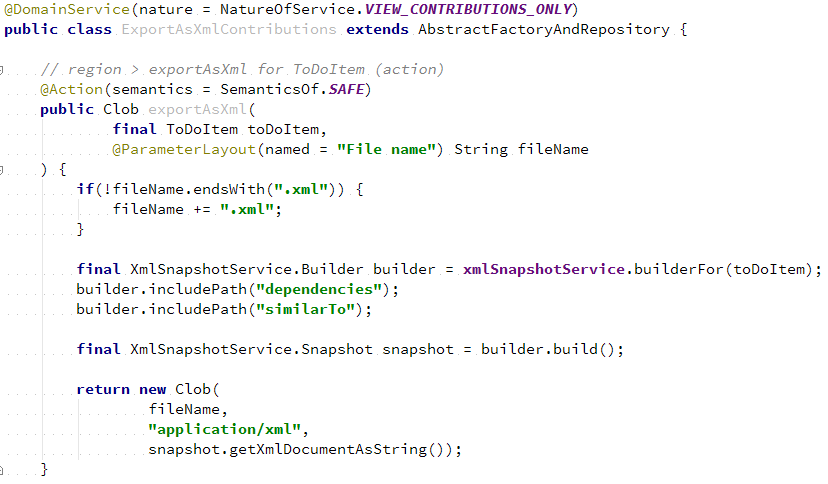 @DomainService(nature = NatureOfService.VIEW_CONTRIBUTIONS_ONLY)
public class ExportAsXmlContributions extends AbstractFactoryAndRepository {
// region > exportAsXml for ToDoItem (action)
@Action(semantics = SemanticsOf.SAFE)
public Clob exportAsXml(
final ToDoItem toDoItem,
@ParameterLayout(named = "File name") String fileName
) {
if(!fileName.endsWith(".xml")) {
fileName += ".xml";
}
final XmlSnapshotService.Builder builder = xmlSnapshotService.builderFor(toDoItem);
builder.includePath("dependencies");
builder.includePath("similarTo");
final XmlSnapshotService.Snapshot snapshot = builder.build();
return new Clob(
fileName,
"application/xml",
snapshot.getXmlDocumentAsString());
}